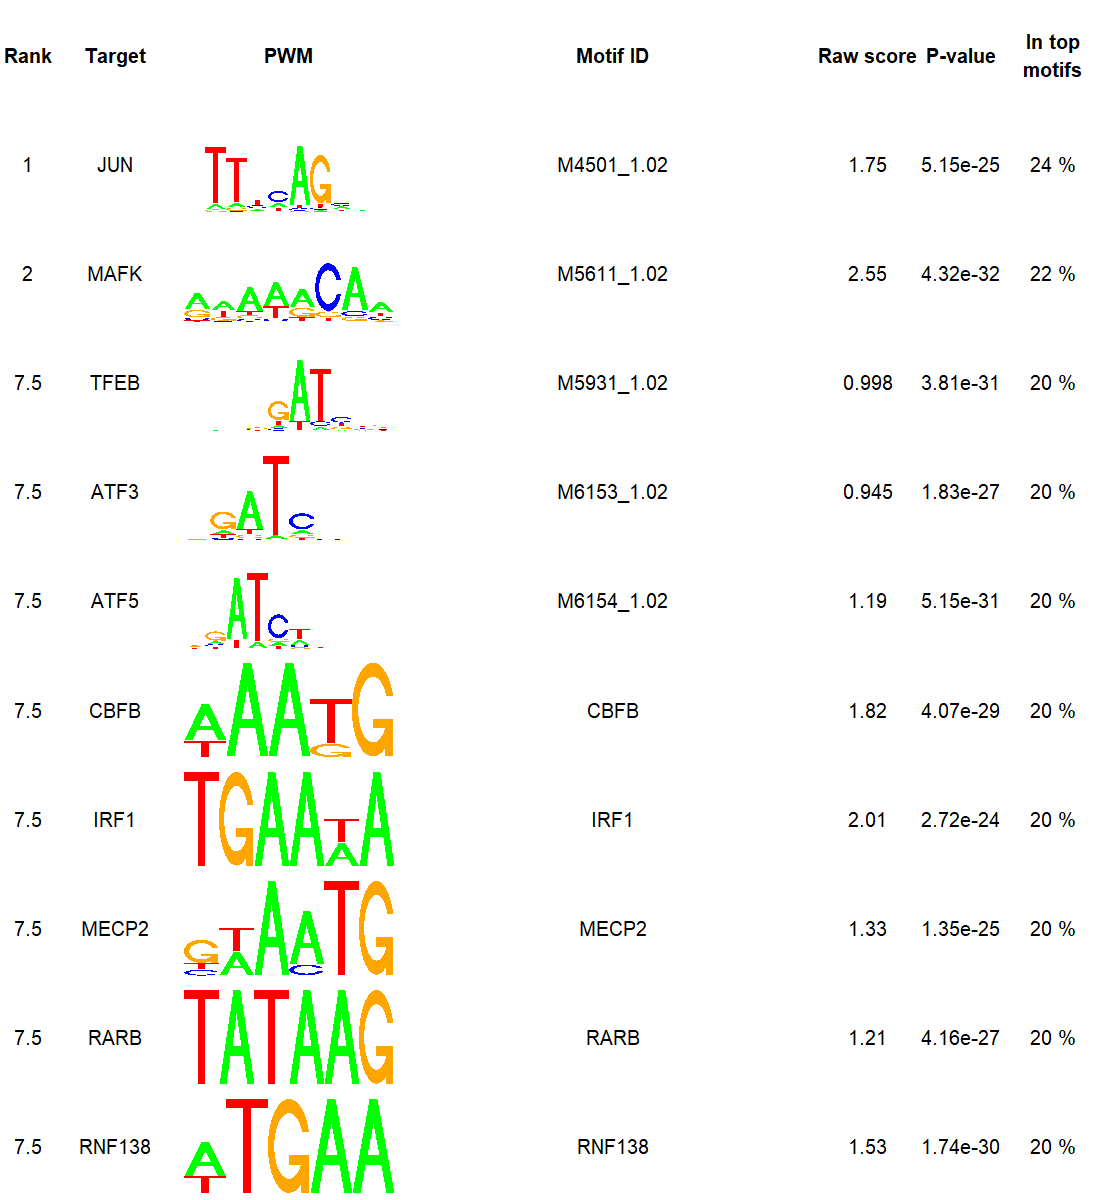 Rank Target PWM Motif ID Raw score P-value In top motifs
1 JUN M4501_1.02 1.75 5.15e-25 24 %
2 MAFK M5611_1.02 2.55 4.32e-32 22 %
7.5 TFEB M5931_1.02 0.998 3.81e-31 20 %
7.5 ATF3 M6153_1.02 0.945 1.83e-27 20 %
7.5 ATF5 M6154_1.02 1.19 5.15e-31 20 %
7.5 CBFB CBFB 1.82 4.07e-29 20 %
7.5 IRF1 IRF1 2.01 2.72e-24 20 %
7.5 MECP2 MECP2 1.33 1.35e-25 20 %
7.5 RARB TATAAG RARB 1.21 4.16e-27 20 %
7.5 RNF138 RNF138 1.53 1.74e-30 20 %